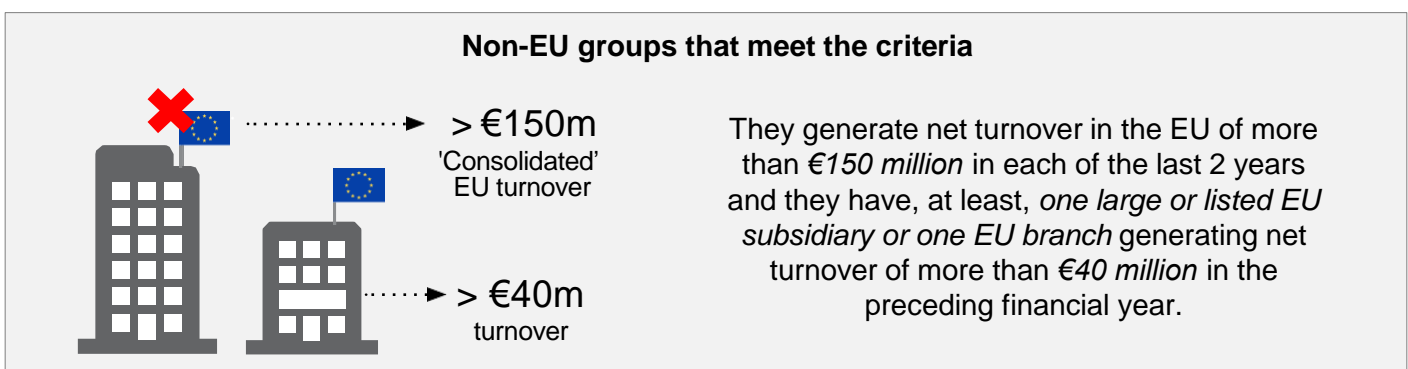 Non-EU groups that meet the criteria
> €150m
'Consolidated’
EU turnover
> €40m
turnover
They generate net turnover in the EU of more
than €150 million in each of the last 2 years
and they have, at least, one large or listed EU
subsidiary or one EU branch generating net
turnover of more than €40 million in the
preceding financial year.